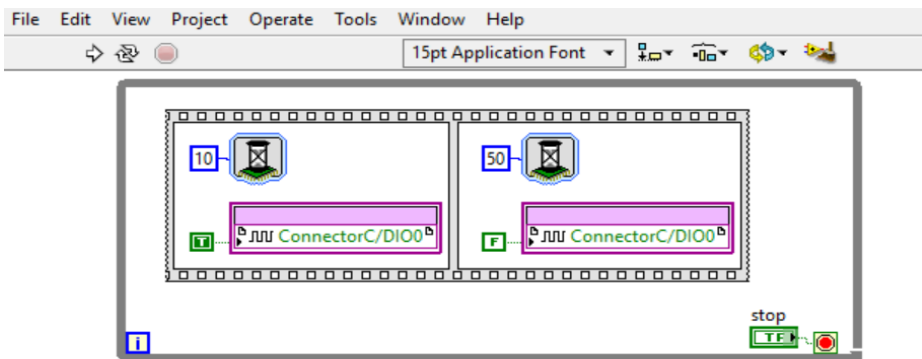 File Edit View Project Operate Tools Window Help
15pt Application Font
10
50
T ConnectorC/DIO0
F ConnectorC/DIO0
stop
TF
i